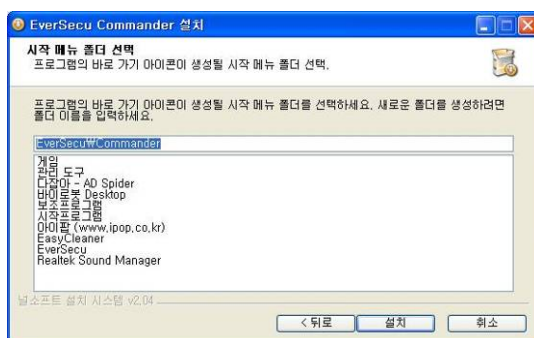 EverSecu Commander 설치
시작 메뉴 폴더 선택
프로그램의 바로 가기 아이콘이 생성될 시작 메뉴 폴더 선택.
프로그램의 바로 가기 아이콘이 생성될 시작 메뉴 폴더를 선택하세요. 새로운 폴더를 생성하려면
폴더 이름을 입력하세요.
EverSecu₩Commander
게임
관리 도구
다잡아 - AD Spider
바이로봇 Desktop
보조프로그램
시작프로그램
아이팝 (www.ipop.co.kr)
EasyCleaner
EverSecu
Realtek Sound Manager
널소프트 설치 시스템 v2.04
< 뒤로
설치
취소